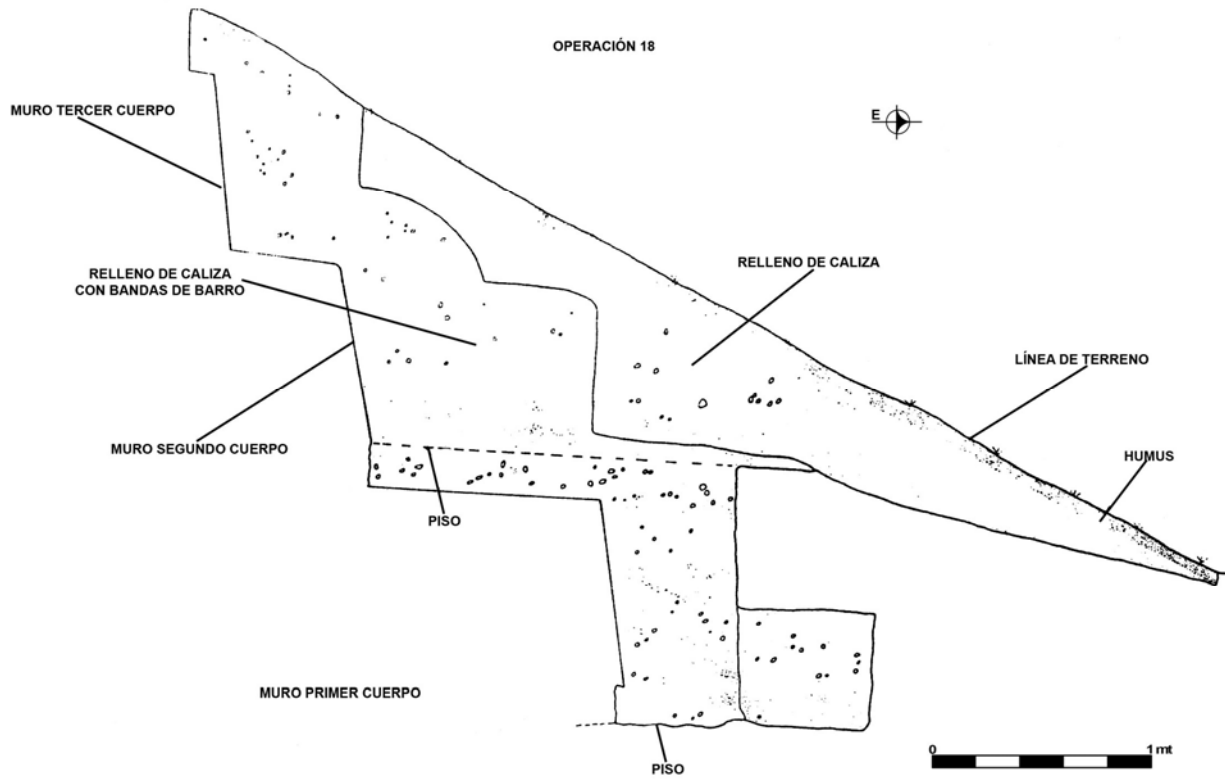 OPERACIÓN 18
MURO TERCER CUERPO
E
RELLENO DE CALIZA
CON BANDAS DE BARRO
RELLENO DE CALIZA
LÍNEA DE TERRENO
MURO SEGUNDO CUERPO
HUMUS
PISO
MURO PRIMER CUERPO
PISO
0 1 mt